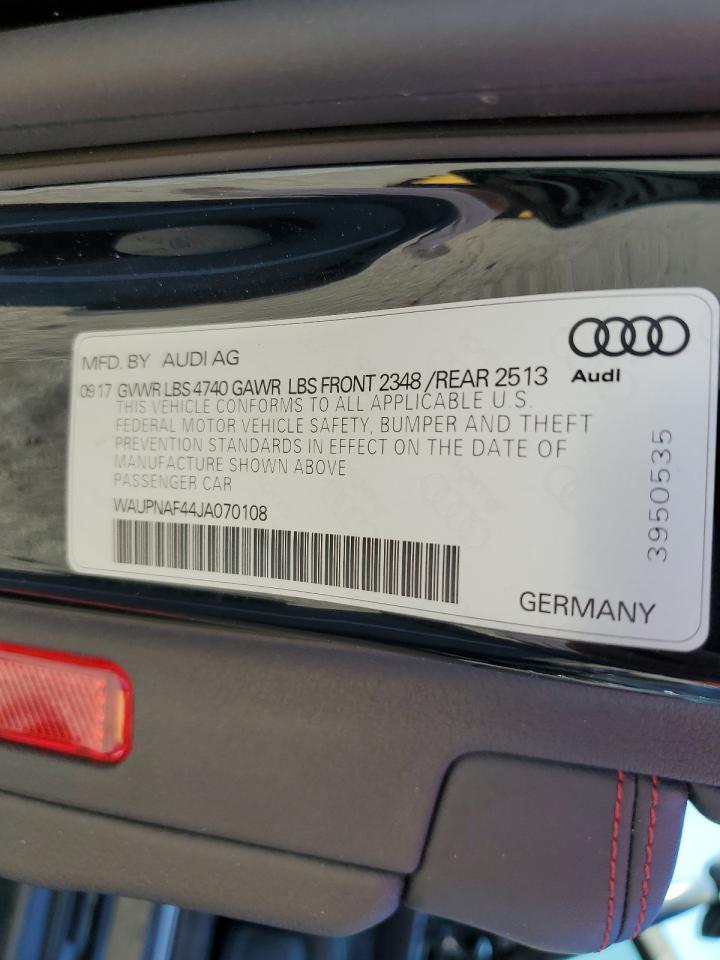 MFD. BY AUDI AG
09 17 GVWR LBS 4740 GAWR LBS FRONT 2348 /REAR 2513
Audi
THIS VEHICLE CONFORMS TO ALL APPLICABLE U.S.
FEDERAL MOTOR VEHICLE SAFETY, BUMPER AND THEFT
PREVENTION STANDARDS IN EFFECT ON THE DATE OF
MANUFACTURE SHOWN ABOVE
PASSENGER CAR
WAUPNAF44JA070108
3950535
GERMANY